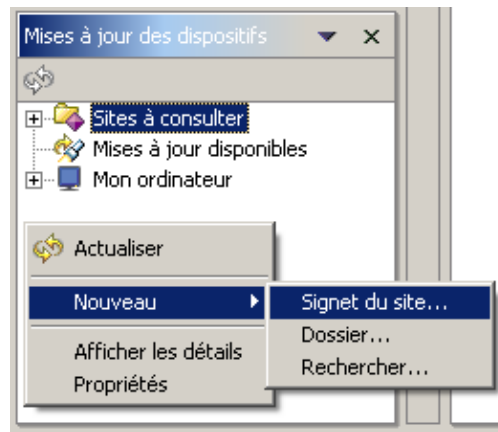 Mises à jour des dispositifs
Sites à consulter
Mises à jour disponibles
Mon ordinateur
Actualiser
Nouveau
Signet du site...
Dossier...
Rechercher...
Afficher les détails
Propriétés